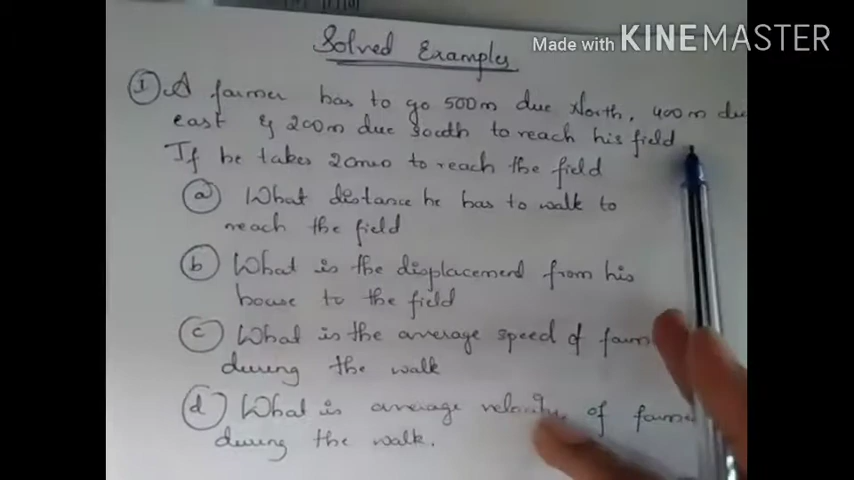 Solved Examples
Made with KINEMASTER
① A farmer has to go 500m due North, 400m due
east & 200m due south to reach his field
If he takes 20min to reach the field
ⓐ What distance he has to walk to
reach the field
ⓑ What is the displacement from his
house to the field
ⓒ What is the average speed of farm
during the walk
ⓓ What is average velocity of farmer
during the walk.